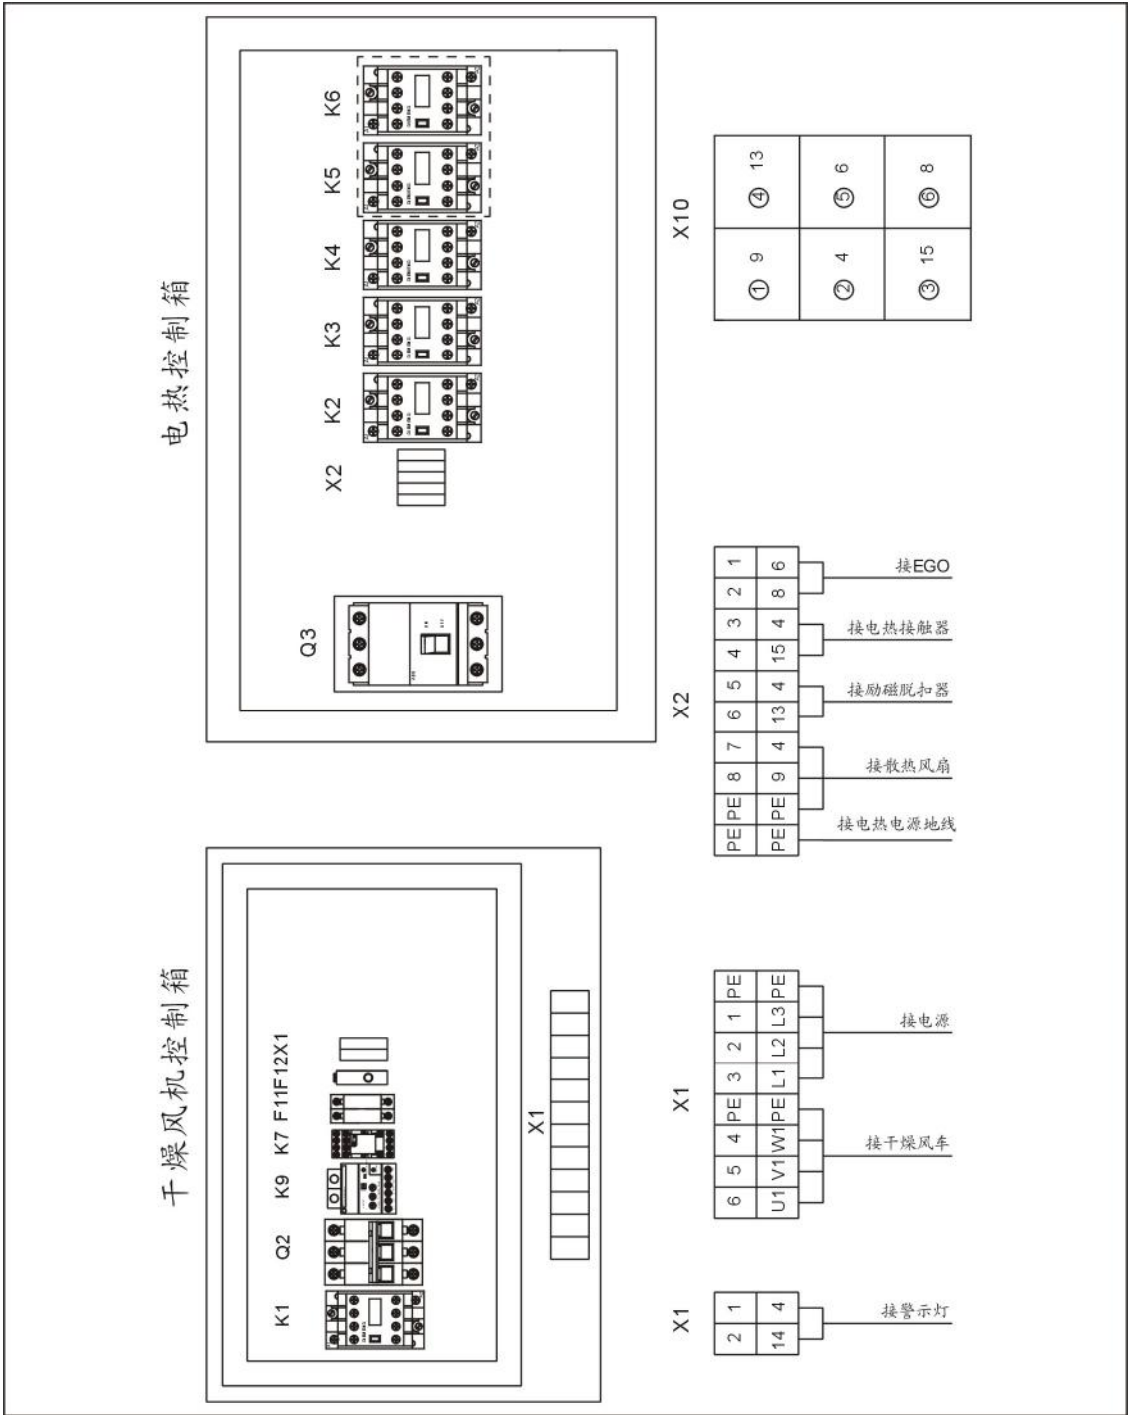 干燥风机控制箱
K1 Q2 K9 K7 F11F12X1
X1
电热控制箱
Q3 X2 K2 K3 K4 K5 K6
X1
2 1
14 4
接警示灯
X1
6 5 4 PE 3 2 1 PE
U1 V1 W1 PE L1 L2 L3 PE
接干燥风车
接电源
X2
PE PE 8 7 6 5 4 3 2 1
PE PE 9 4 13 4 15 4 8 6
接电热电源地线
接散热风扇
接励磁脱扣器
接电热接触器
接EGO
X10
① 9 ④ 13
② 4 ⑤ 6
③ 15 ⑥ 8